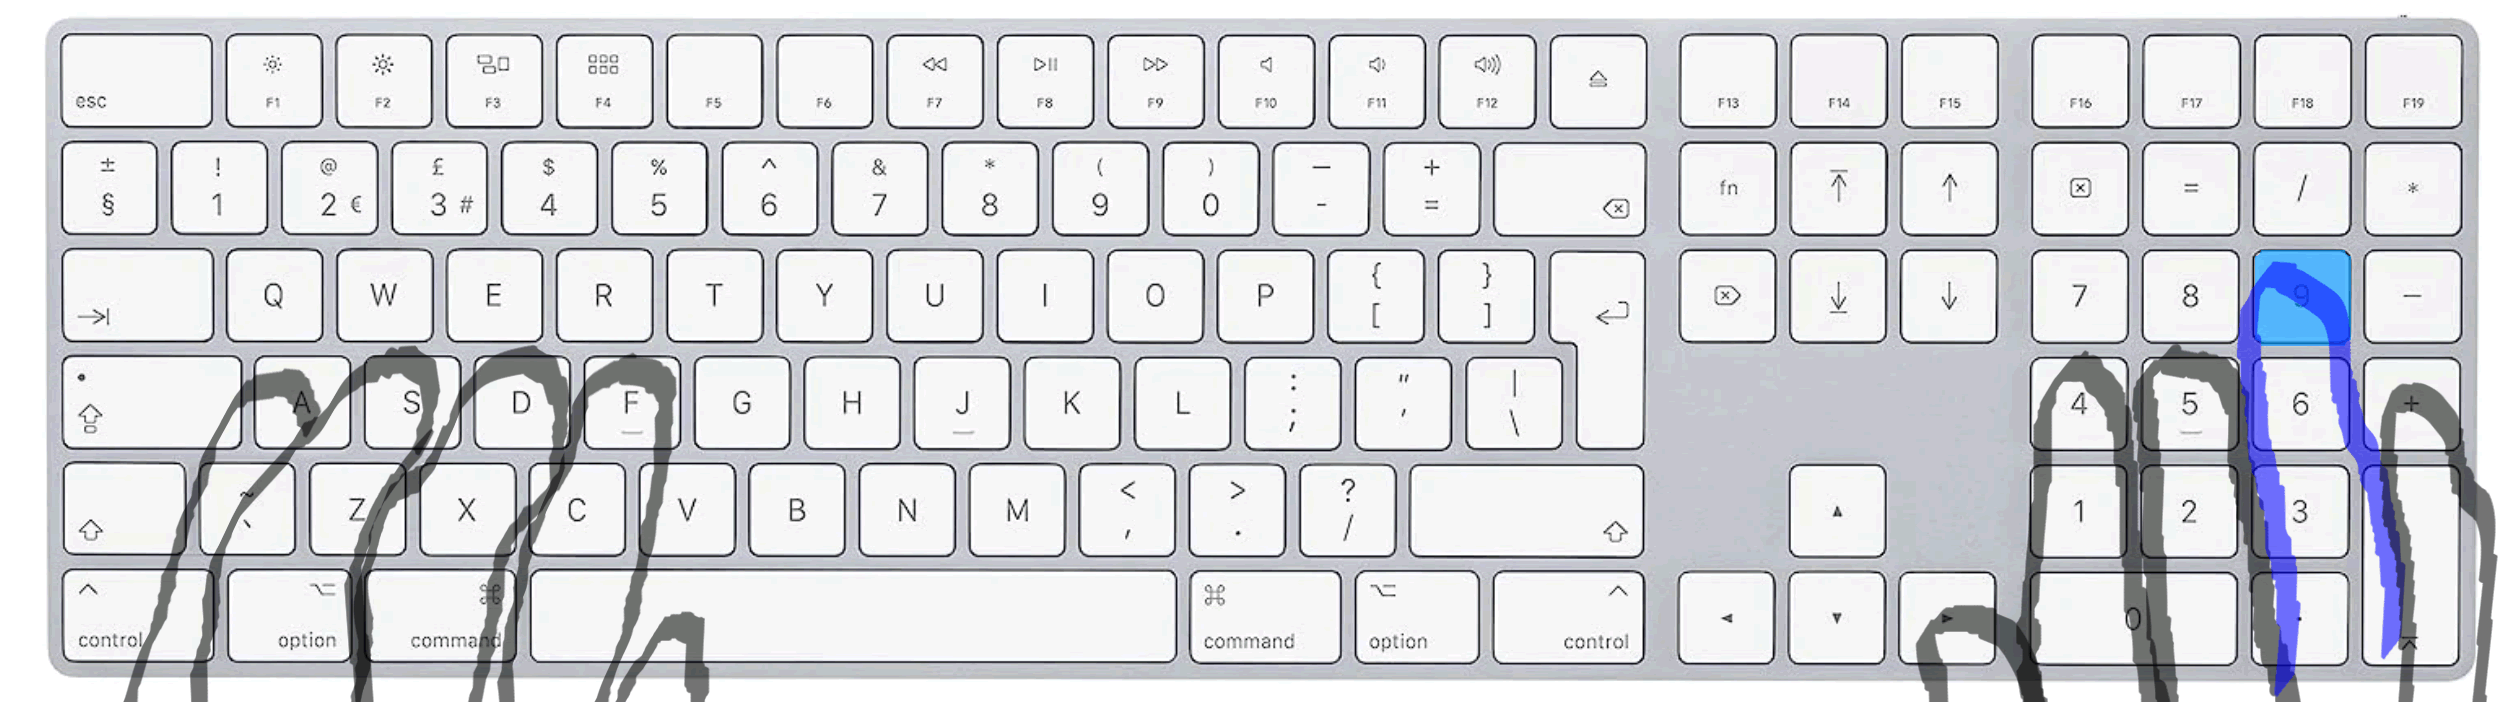 esc F1 F2 F3 F4 F5 F6 F7 F8 F9 F10 F11 F12 F13 F14 F15 F16 F17 F18 F19
± ! @ £ $ % ^ & * ( ) — +
§ 1 2 € 3 # 4 5 6 7 8 9 0 - = fn = / *
Q W E R T Y U I O P { [ } ] 7 8 9 —
A S D F G H J K L : ; " ' | \ 4 5 6 +
~ ` Z X C V B N M < , > . ? / 1 2 3
control option command command option control 0 .